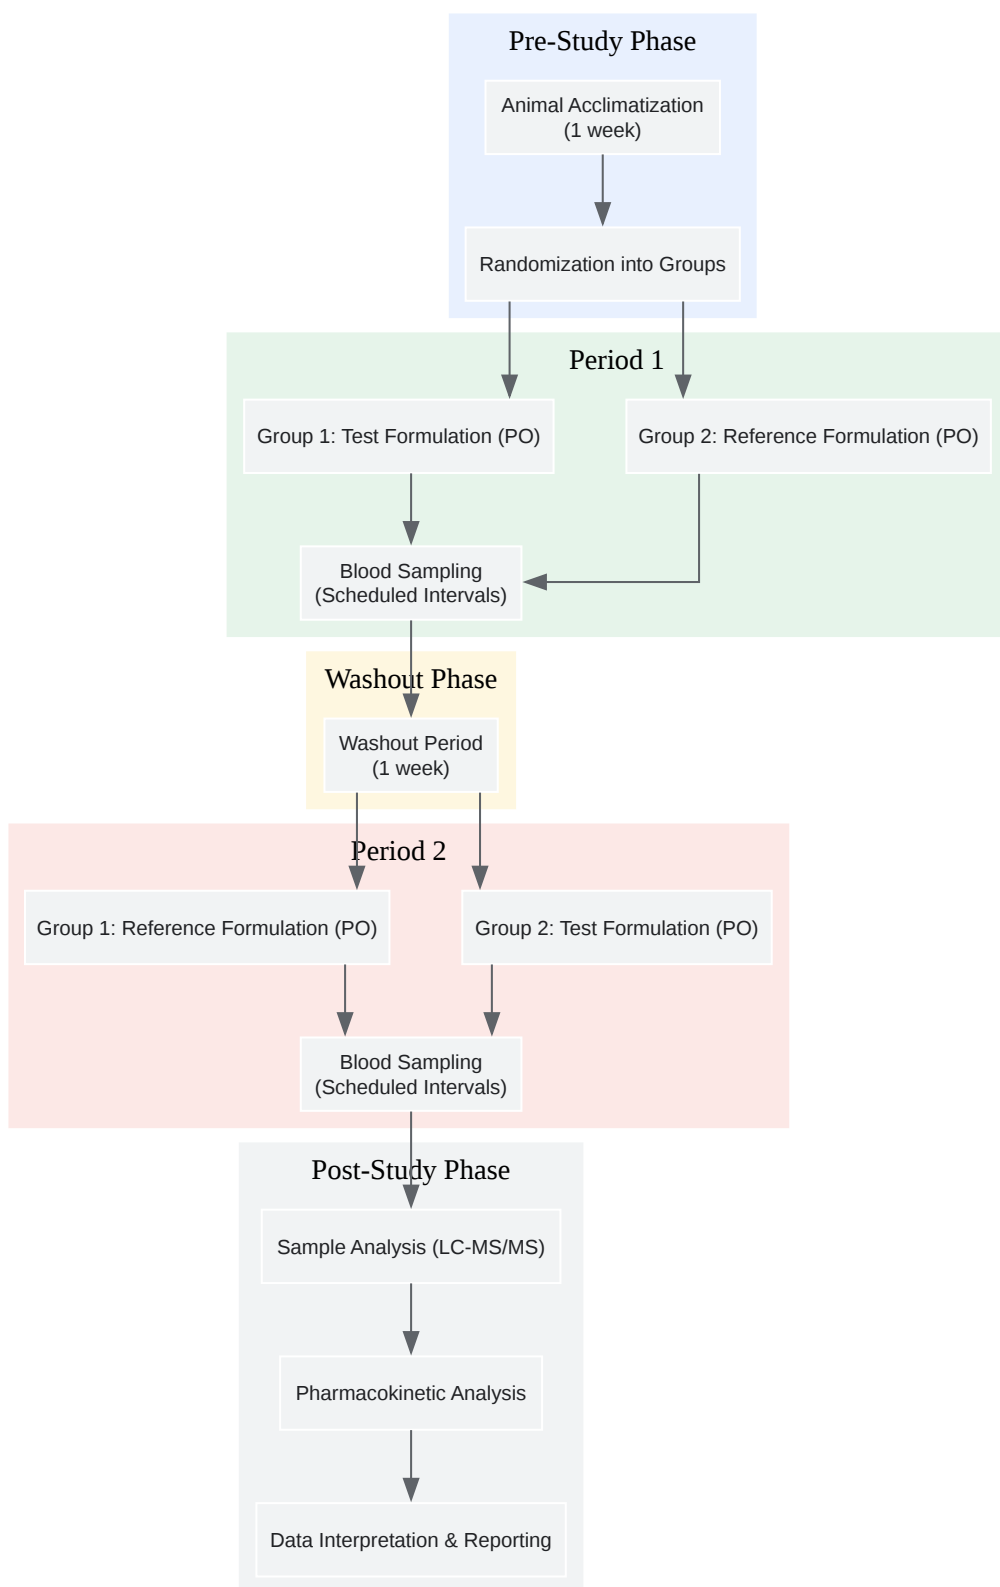 Pre-Study Phase
Animal Acclimatization
(1 week)
Randomization into Groups
Period 1
Group 1: Test Formulation (PO)
Group 2: Reference Formulation (PO)
Blood Sampling
(Scheduled Intervals)
Washout Phase
Washout Period
(1 week)
Period 2
Group 1: Reference Formulation (PO)
Group 2: Test Formulation (PO)
Blood Sampling
(Scheduled Intervals)
Post-Study Phase
Sample Analysis (LC-MS/MS)
Pharmacokinetic Analysis
Data Interpretation & Reporting